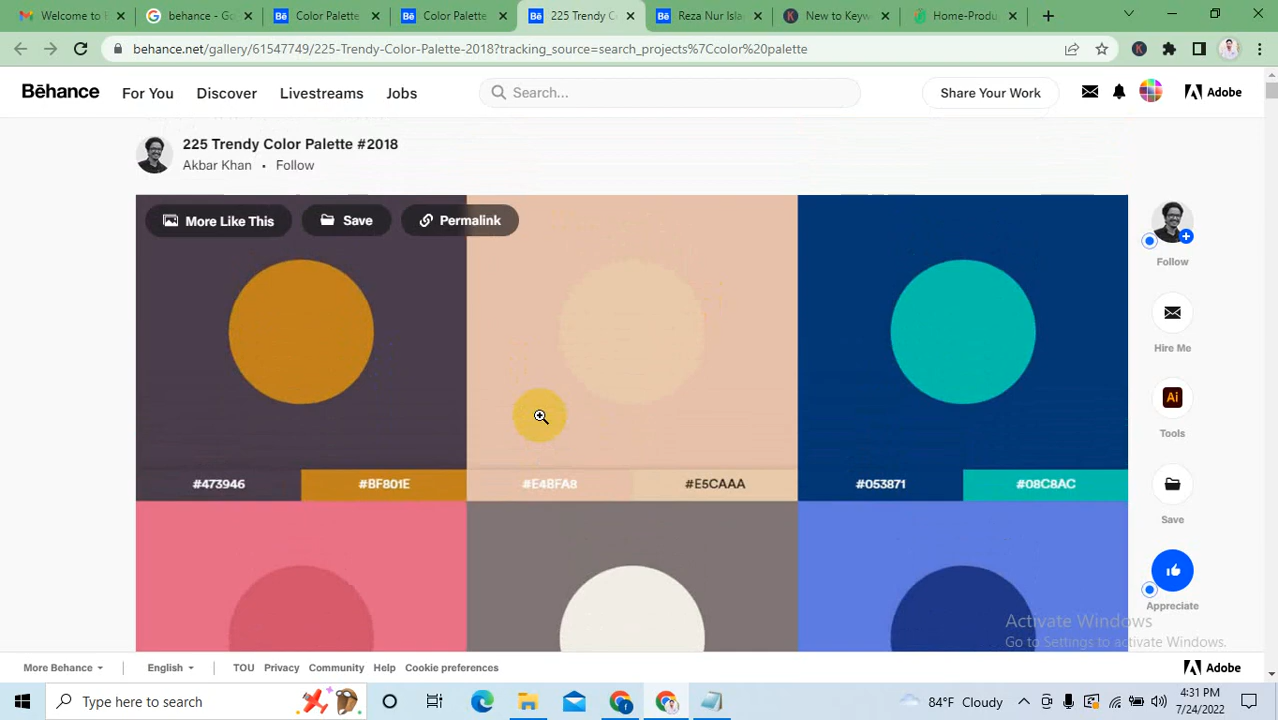 Welcome to
behance - G
Color Palette
Color Palette
225 Trendy C
Reza Nur Isla
New to Keyw
Home-Produ
behance.net/gallery/61547749/225-Trendy-Color-Palette-2018?tracking_source=search_projects%7Ccolor%20palette
Bēhance
For You
Discover
Livestreams
Jobs
Search...
Share Your Work
Adobe
225 Trendy Color Palette #2018
Akbar Khan • Follow
More Like This
Save
Permalink
Follow
Hire Me
Ai
Tools
#473946
#BF801E
#E4BFA8
#E5CAAA
#053871
#08C8AC
Save
Appreciate
Activate Windows
Go to Settings to activate Windows.
More Behance
English
TOU
Privacy
Community
Help
Cookie preferences
Adobe
Type here to search
84°F Cloudy
4:31 PM
7/24/2022